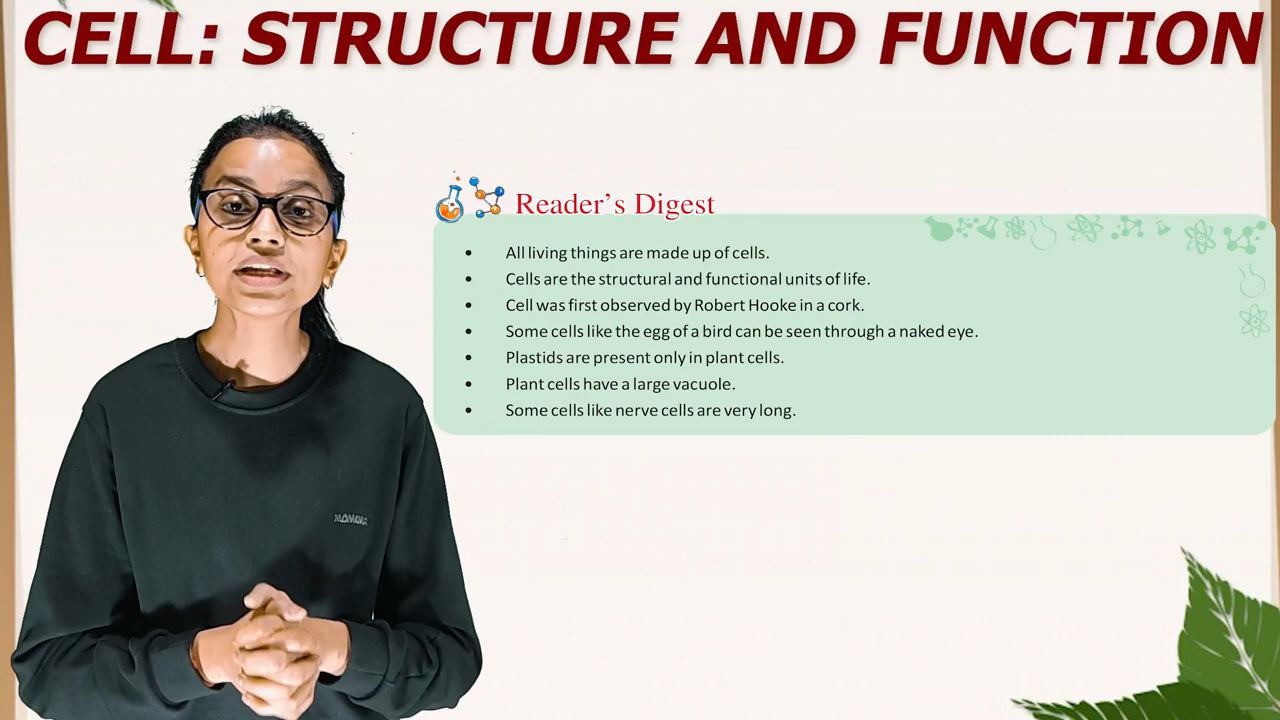 CELL: STRUCTURE AND FUNCTION
Reader's Digest
• All living things are made up of cells.
• Cells are the structural and functional units of life.
• Cell was first observed by Robert Hooke in a cork.
• Some cells like the egg of a bird can be seen through a naked eye.
• Plastids are present only in plant cells.
• Plant cells have a large vacuole.
• Some cells like nerve cells are very long.